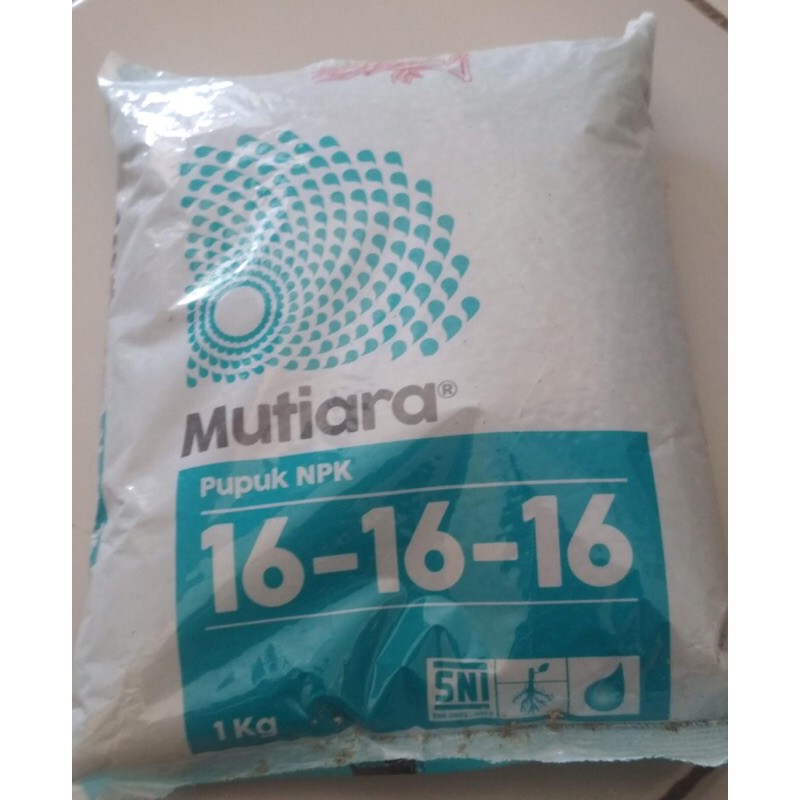 Mutiara®
Pupuk NPK
16-16-16
SNI
1 Kg